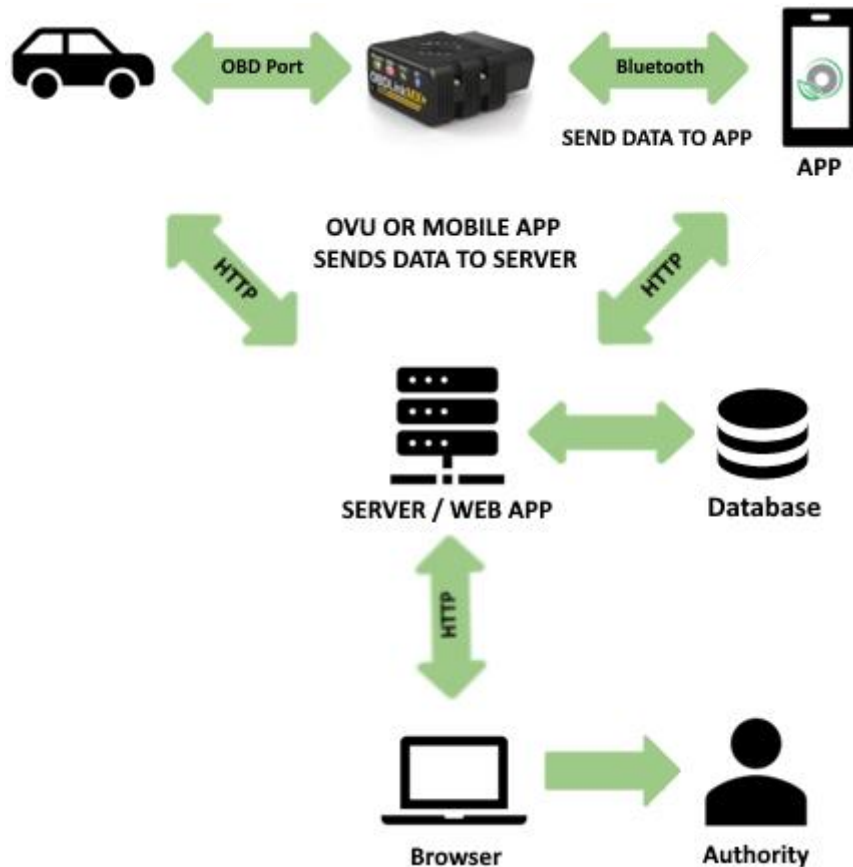 OBD Port
OBDLinkMX+
Bluetooth
SEND DATA TO APP
APP
OVU OR MOBILE APP
SENDS DATA TO SERVER
HTTP
HTTP
SERVER / WEB APP
Database
HTTP
Browser
Authority